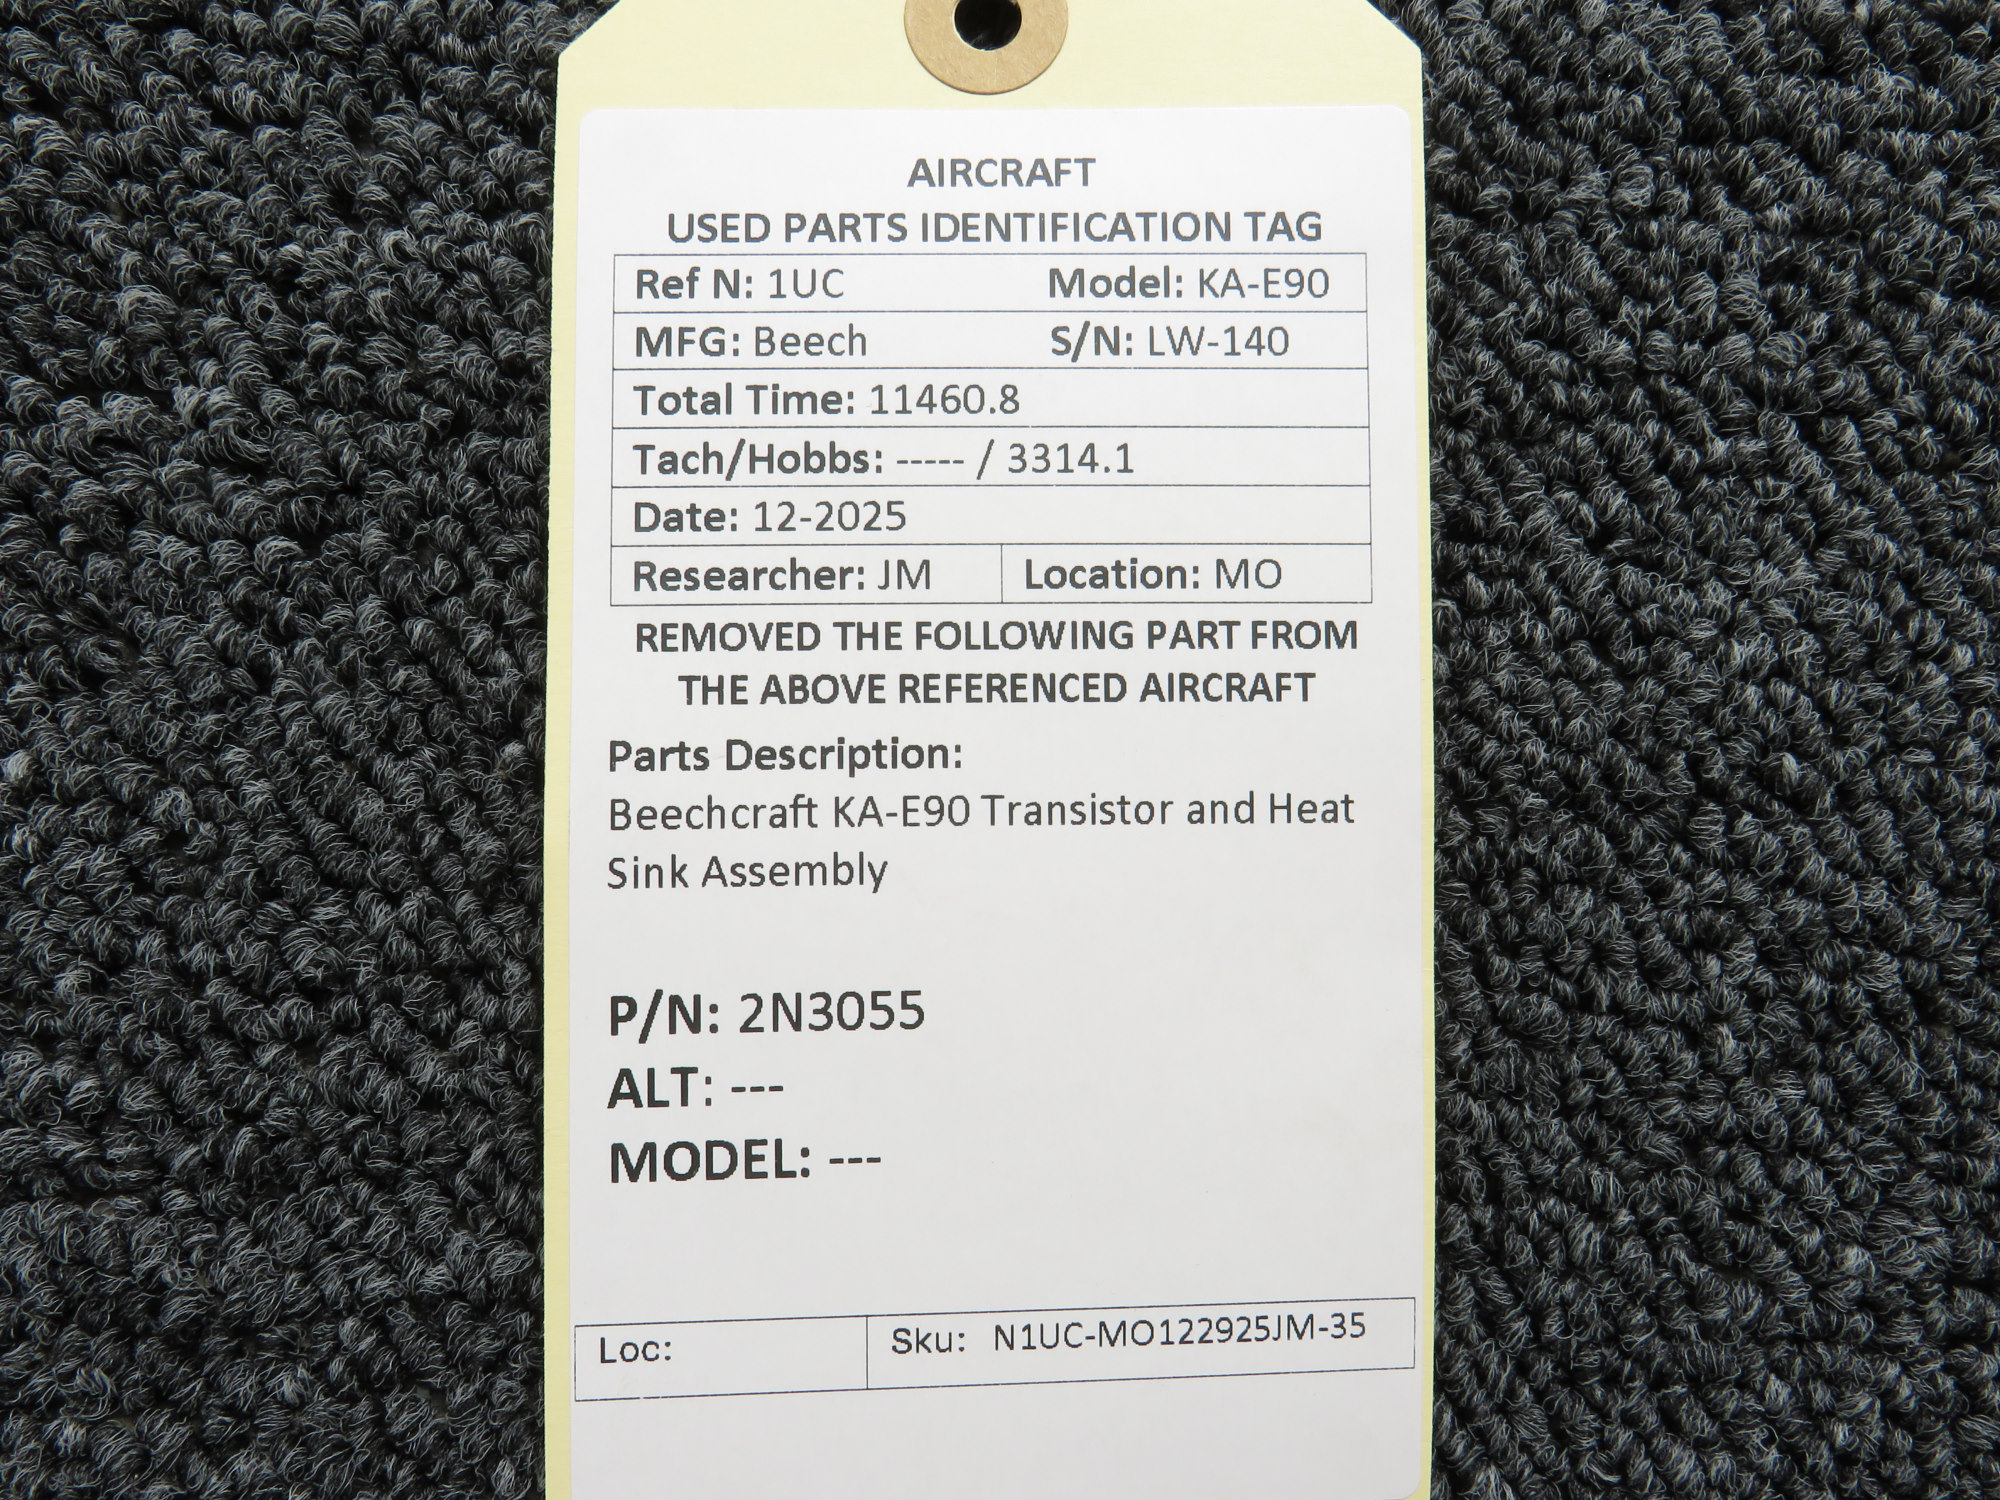 AIRCRAFT
USED PARTS IDENTIFICATION TAG
Ref N: 1UC Model: KA-E90
MFG: Beech S/N: LW-140
Total Time: 11460.8
Tach/Hobbs: ----- / 3314.1
Date: 12-2025
Researcher: JM Location: MO
REMOVED THE FOLLOWING PART FROM
THE ABOVE REFERENCED AIRCRAFT
Parts Description:
Beechcraft KA-E90 Transistor and Heat
Sink Assembly
P/N: 2N3055
ALT: ---
MODEL: ---
Loc: Sku: N1UC-MO122925JM-35